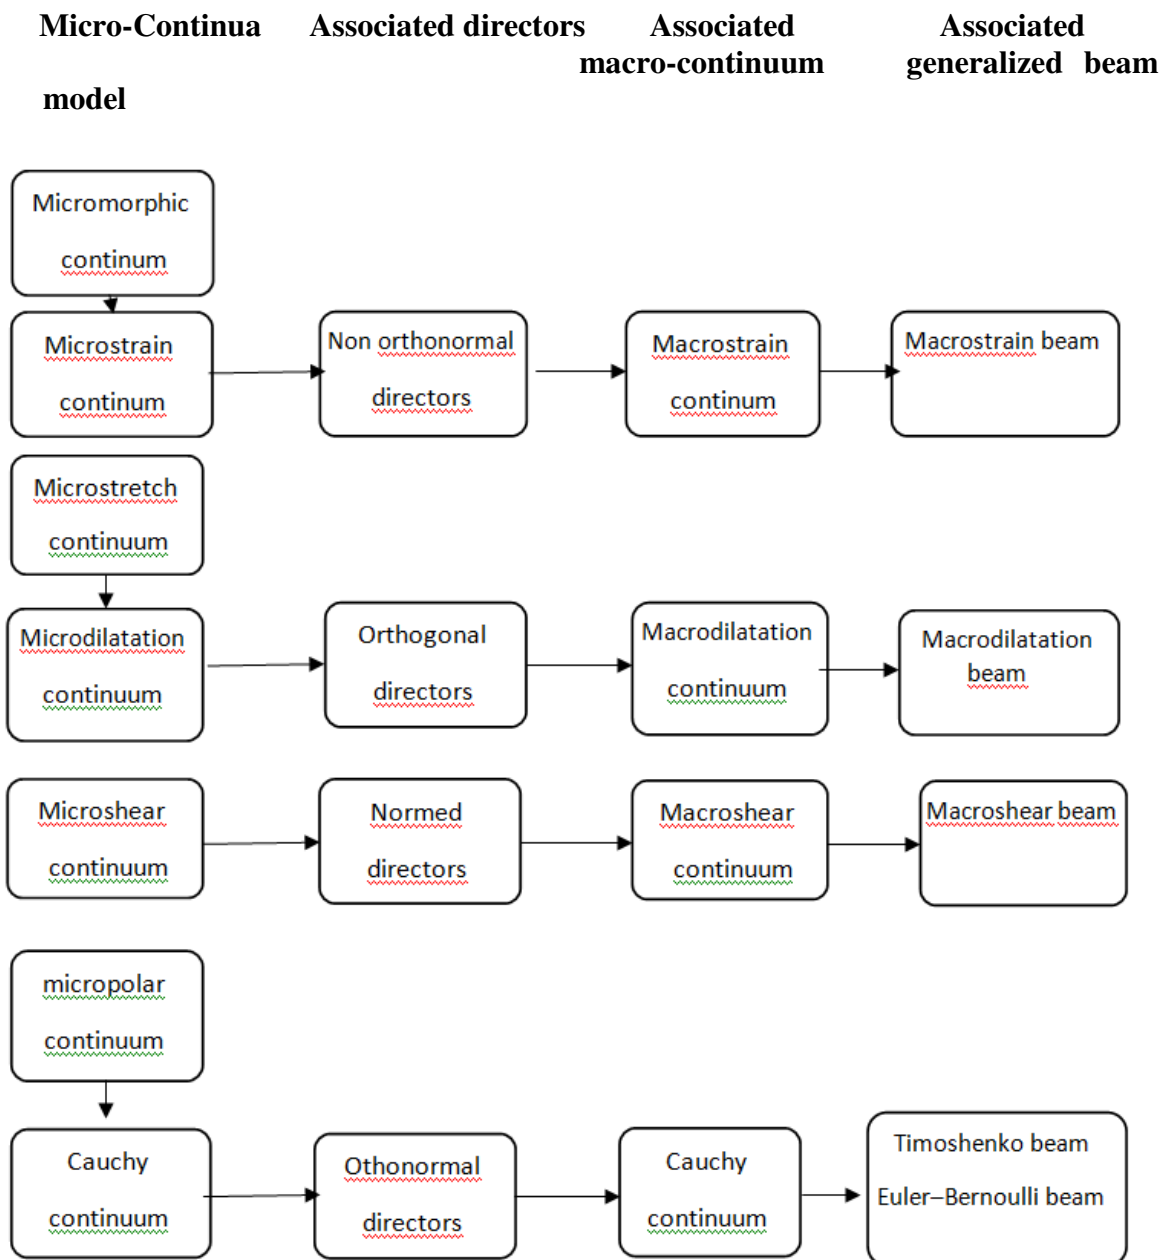 Micro-Continua Associated directors Associated Associated
macro-continuum generalized beam
model
Micromorphic
continum
Microstrain
continum
Non orthonormal
directors
Macrostrain
continum
Macrostrain beam
Microstretch
continuum
Microdilatation
continuum
Orthogonal
directors
Macrodilatation
continuum
Macrodilatation
beam
Microshear
continuum
Normed
directors
Macroshear
continuum
Macroshear beam
micropolar
continuum
Cauchy
continuum
Othonormal
directors
Cauchy
continuum
Timoshenko beam
Euler–Bernoulli beam